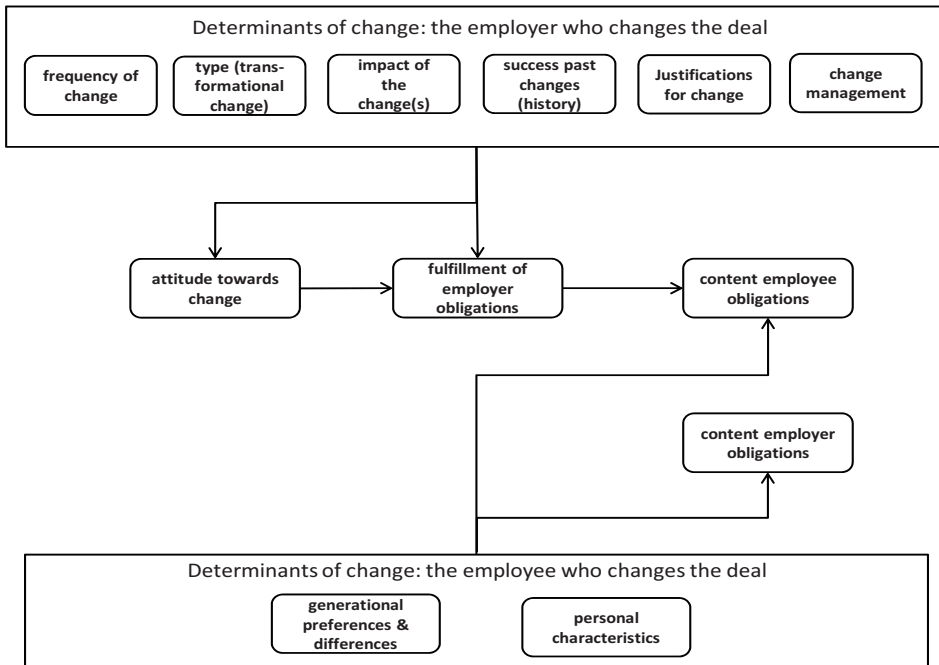 Determinants of change: the employer who changes the deal
frequency of
change
type (trans-
formational
change)
impact of
the
change(s)
success past
changes
(history)
Justifications
for change
change
management
attitude towards
change
fulfillment of
employer
obligations
content employee
obligations
content employer
obligations
Determinants of change: the employee who changes the deal
generational
preferences &
differences
personal
characteristics